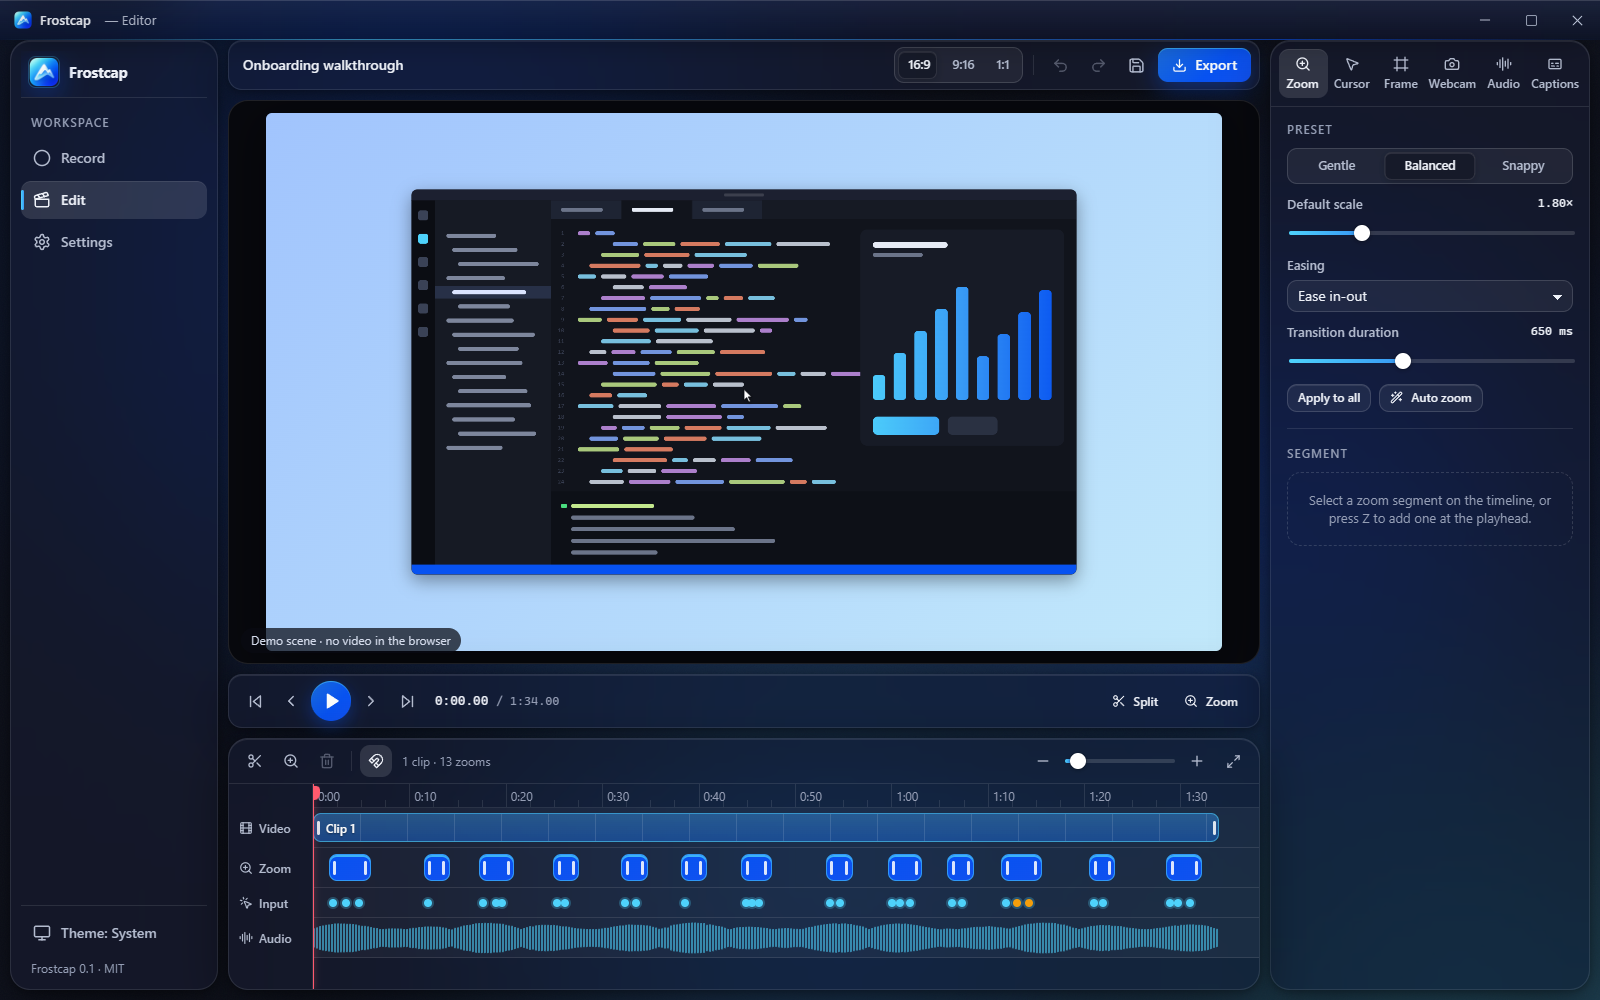 Frostcap — Editor
Frostcap
WORKSPACE
Record
Edit
Settings
Theme: System
Frostcap 0.1 · MIT
Onboarding walkthrough
16:9 9:16 1:1
Export
Demo scene · no video in the browser
0:00.00 / 1:34.00
Split
Zoom
1 clip · 13 zooms
0:00 0:10 0:20 0:30 0:40 0:50 1:00 1:10 1:20 1:30
Video
Clip 1
Zoom
Input
Audio
Zoom Cursor Frame Webcam Audio Captions
PRESET
Gentle Balanced Snappy
Default scale 1.80×
Easing
Ease in-out
Transition duration 650 ms
Apply to all
Auto zoom
SEGMENT
Select a zoom segment on the timeline, or
press Z to add one at the playhead.